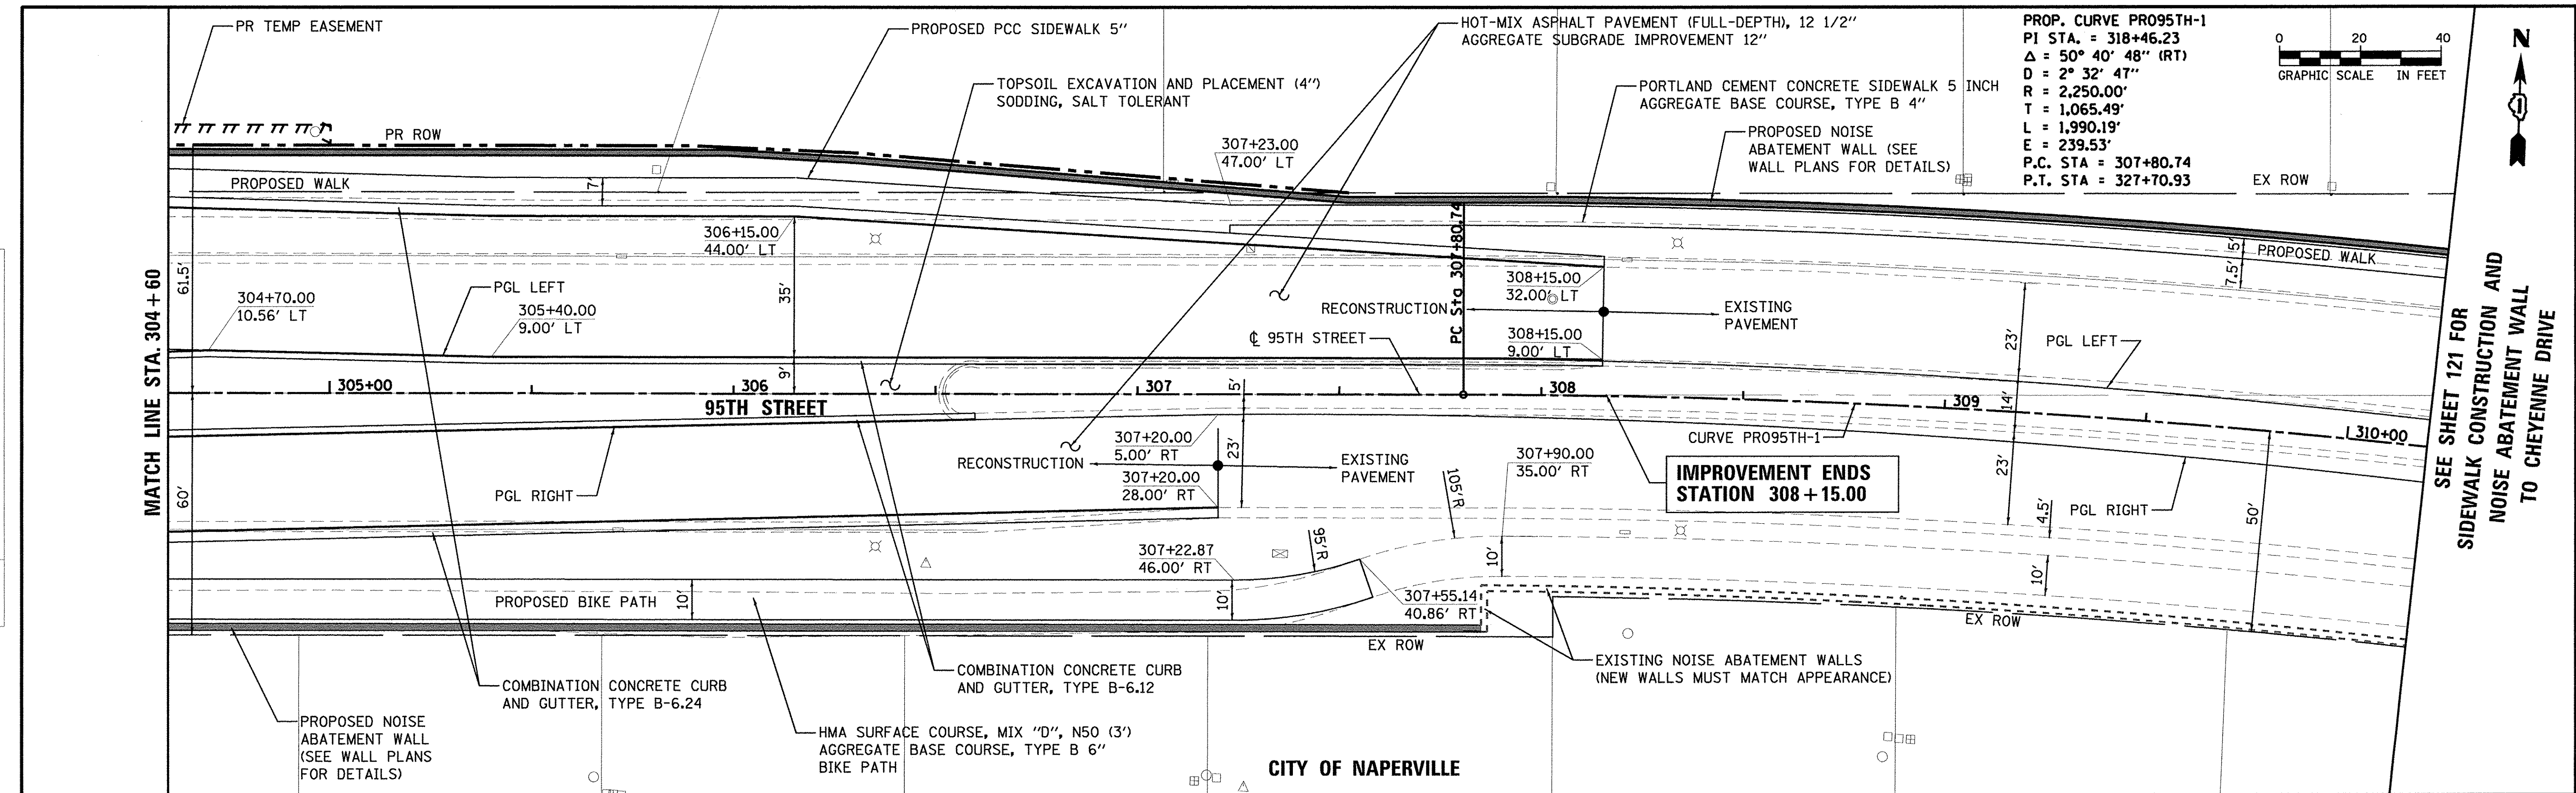 PR TEMP EASEMENT
PROPOSED PCC SIDEWALK 5"
HOT-MIX ASPHALT PAVEMENT (FULL-DEPTH), 12 1/2"
AGGREGATE SUBGRADE IMPROVEMENT 12"
PROP. CURVE PRO95TH-1
PI STA. = 318+46.23
Δ = 50° 40' 48" (RT)
D = 2° 32' 47"
R = 2,250.00'
T = 1,065.49'
L = 1,990.19'
E = 239.53'
P.C. STA = 307+80.74
P.T. STA = 327+70.93
0 20 40
GRAPHIC SCALE IN FEET
N
TOPSOIL EXCAVATION AND PLACEMENT (4")
SODDING, SALT TOLERANT
PORTLAND CEMENT CONCRETE SIDEWALK 5 INCH
AGGREGATE BASE COURSE, TYPE B 4"
PROPOSED NOISE
ABATEMENT WALL (SEE
WALL PLANS FOR DETAILS)
PR ROW
307+23.00
47.00' LT
EX ROW
PROPOSED WALK
7'
306+15.00
44.00' LT
35'
61.5'
MATCH LINE STA. 304+60
PGL LEFT
304+70.00
10.56' LT
305+40.00
9.00' LT
PC Sta 307+80.74
308+15.00
32.00' LT
RECONSTRUCTION
EXISTING
PAVEMENT
℄ 95TH STREET
308+15.00
9.00' LT
5'
PROPOSED WALK
7.5'
23'
PGL LEFT
9'
305+00
306
307
308
309
310+00
95TH STREET
5'
14'
CURVE PRO95TH-1
307+20.00
5.00' RT
23'
RECONSTRUCTION
EXISTING
PAVEMENT
307+20.00
28.00' RT
307+90.00
35.00' RT
105'R
IMPROVEMENT ENDS
STATION 308+15.00
23'
PGL RIGHT
60'
PGL RIGHT
4.5'
50'
95'R
10'
10'
307+22.87
46.00' RT
PROPOSED BIKE PATH
10'
10'
307+55.14
40.86' RT
EX ROW
EX ROW
SEE SHEET 121 FOR
SIDEWALK CONSTRUCTION AND
NOISE ABATEMENT WALL
TO CHEYENNE DRIVE
EXISTING NOISE ABATEMENT WALLS
(NEW WALLS MUST MATCH APPEARANCE)
COMBINATION CONCRETE CURB
AND GUTTER, TYPE B-6.12
COMBINATION CONCRETE CURB
AND GUTTER, TYPE B-6.24
PROPOSED NOISE
ABATEMENT WALL
(SEE WALL PLANS
FOR DETAILS)
HMA SURFACE COURSE, MIX "D", N50 (3')
AGGREGATE BASE COURSE, TYPE B 6"
BIKE PATH
CITY OF NAPERVILLE